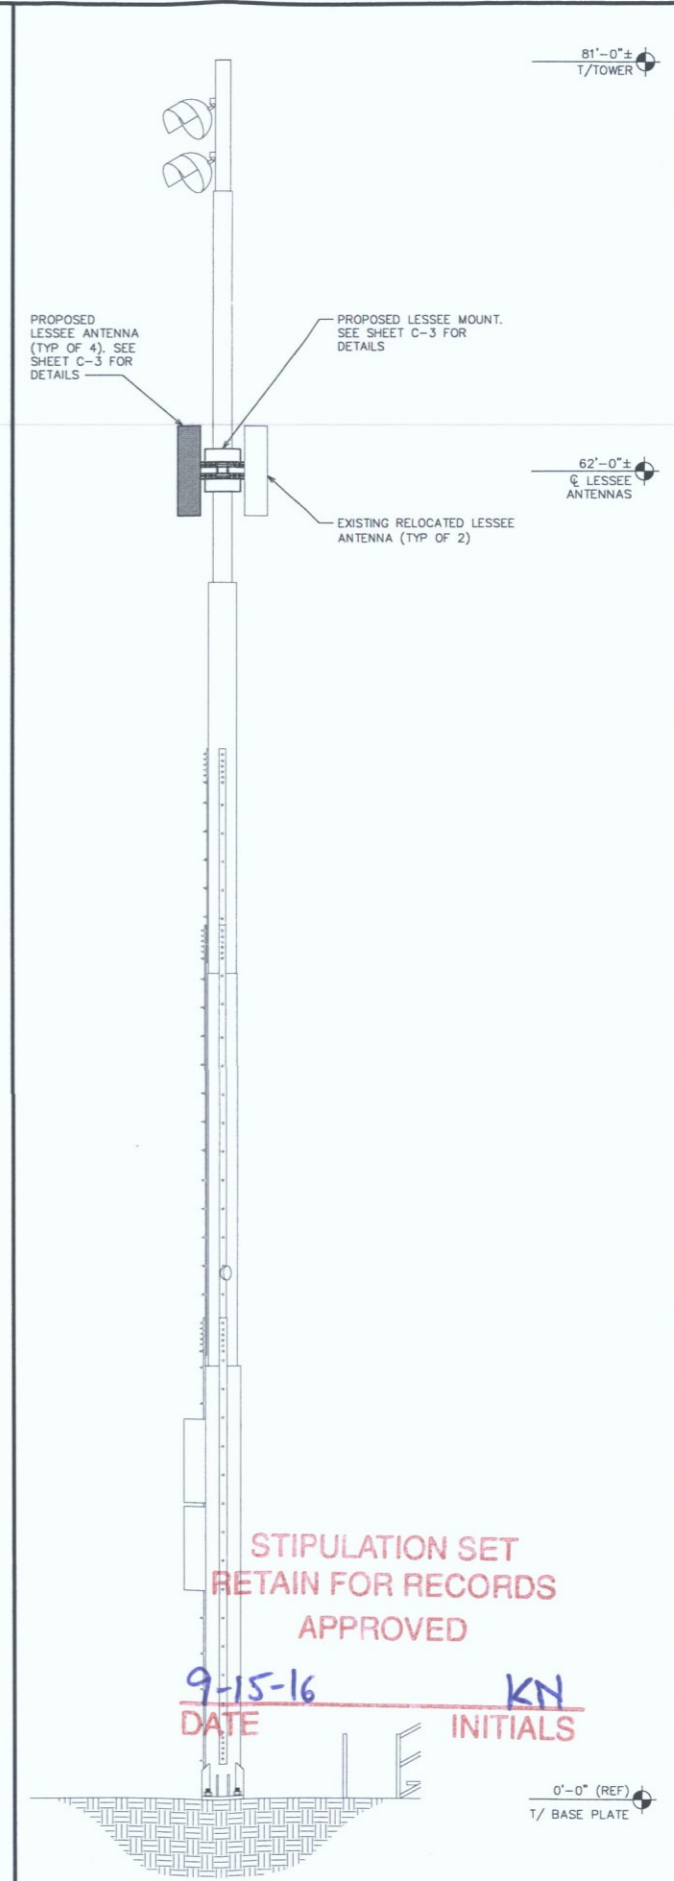 81'-0"±
T/TOWER
PROPOSED
LESSEE ANTENNA
(TYP OF 4). SEE
SHEET C-3 FOR
DETAILS
PROPOSED LESSEE MOUNT.
SEE SHEET C-3 FOR
DETAILS
62'-0"±
℄ LESSEE
ANTENNAS
EXISTING RELOCATED LESSEE
ANTENNA (TYP OF 2)
STIPULATION SET
RETAIN FOR RECORDS
APPROVED
9-15-16 KN
DATE INITIALS
0'-0" (REF)
T/ BASE PLATE